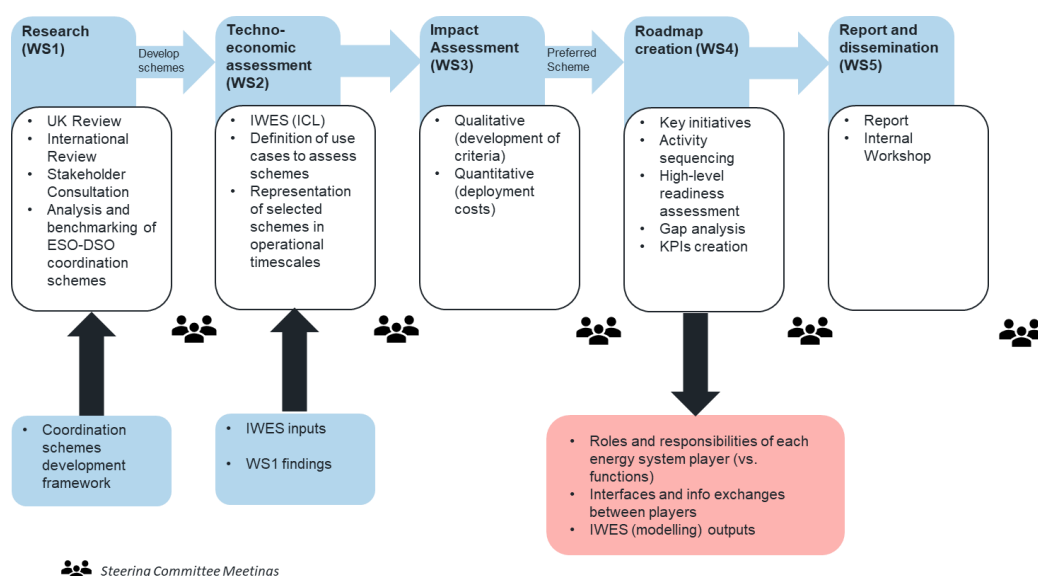 Research
(WS1)
Develop
schemes
Techno-
economic
assessment
(WS2)
Impact
Assessment
(WS3)
Preferred
Scheme
Roadmap
creation (WS4)
Report and
dissemination
(WS5)
• UK Review
• International
Review
• Stakeholder
Consultation
• Analysis and
benchmarking of
ESO-DSO
coordination
schemes
• IWES (ICL)
• Definition of use
cases to assess
schemes
• Representation
of selected
schemes in
operational
timescales
• Qualitative
(development of
criteria)
• Quantitative
(deployment
costs)
• Key initiatives
• Activity
sequencing
• High-level
readiness
assessment
• Gap analysis
• KPIs creation
• Report
• Internal
Workshop
• Coordination
schemes
development
framework
• IWES inputs
• WS1 findings
• Roles and responsibilities of each
energy system player (vs.
functions)
• Interfaces and info exchanges
between players
• IWES (modelling) outputs
Steering Committee Meetings